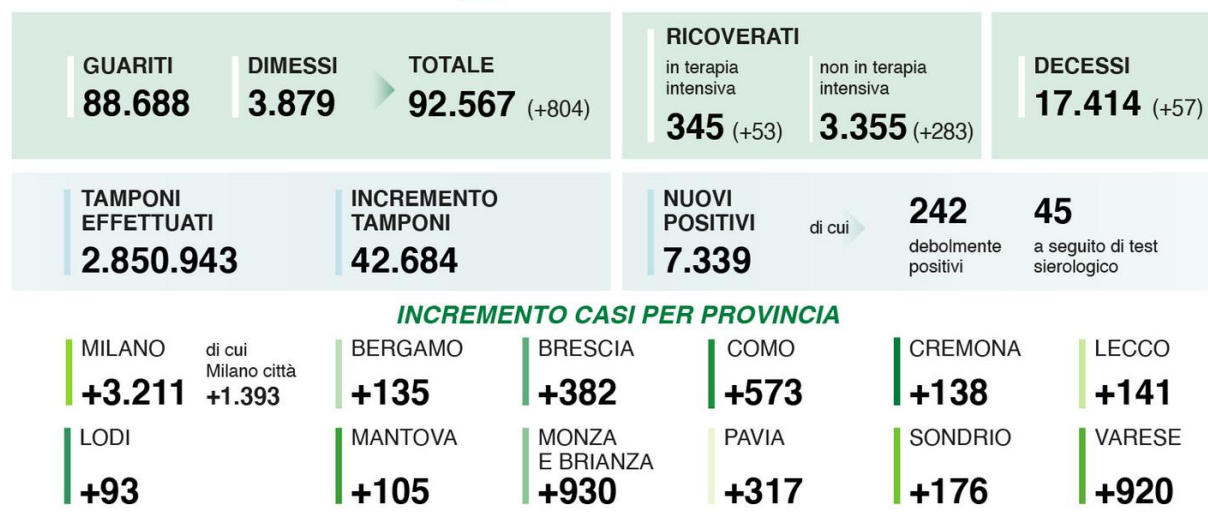 GUARITI
88.688
DIMESSI
3.879
TOTALE
92.567 (+804)
RICOVERATI
in terapia
intensiva
345 (+53)
non in terapia
intensiva
3.355 (+283)
DECESSI
17.414 (+57)
TAMPONI
EFFETTUATI
2.850.943
INCREMENTO
TAMPONI
42.684
NUOVI
POSITIVI
7.339
di cui
242
debolmente
positivi
45
a seguito di test
sierologico
INCREMENTO CASI PER PROVINCIA
MILANO
+3.211
di cui
Milano città
+1.393
BERGAMO
+135
BRESCIA
+382
COMO
+573
CREMONA
+138
LECCO
+141
LODI
+93
MANTOVA
+105
MONZA
E BRIANZA
+930
PAVIA
+317
SONDRIO
+176
VARESE
+920